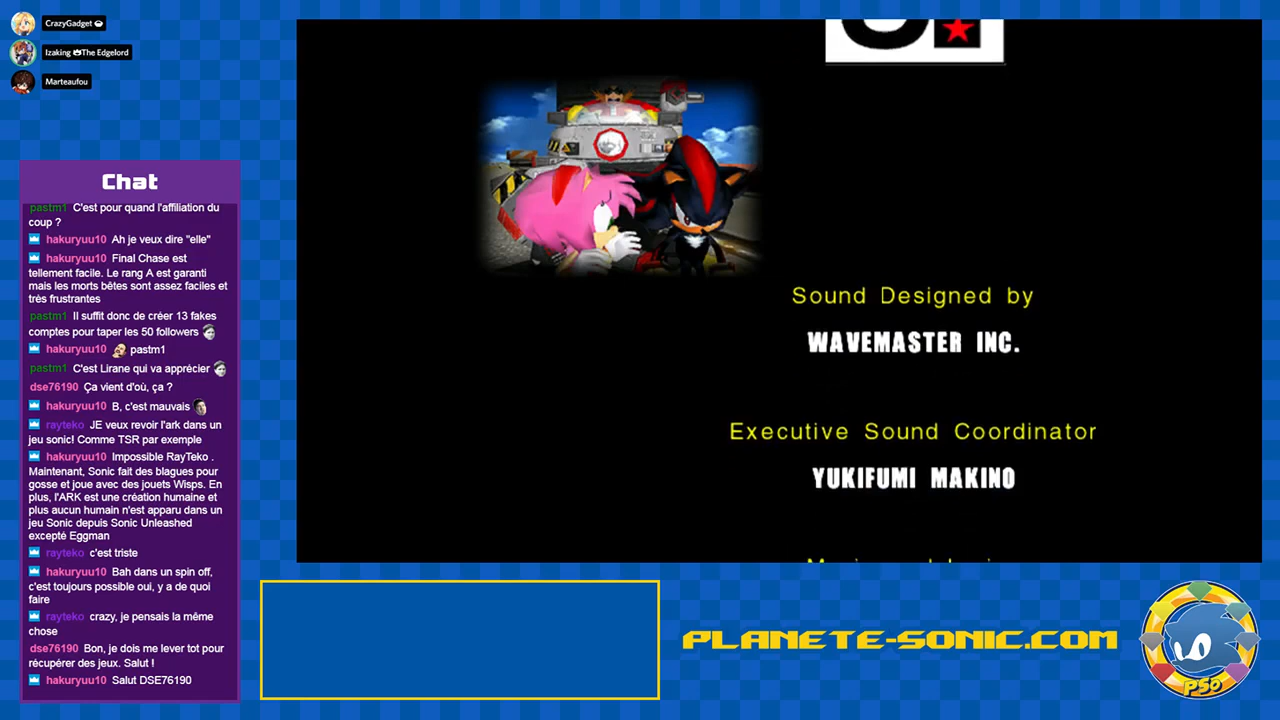 CrazyGadget
Izaking The Edgelord
Marteaufou
Chat
pastm1 C'est pour quand l'affiliation du
coup ?
hakuryuu10 Ah je veux dire "elle"
hakuryuu10 Final Chase est
tellement facile. Le rang A est garanti
mais les morts bêtes sont assez faciles et
très frustrantes
pastm1 Il suffit donc de créer 13 fakes
comptes pour taper les 50 followers
hakuryuu10 pastm1
pastm1 C'est Lirane qui va apprécier
dse76190 Ça vient d'où, ça ?
hakuryuu10 B, c'est mauvais
rayteko JE veux revoir l'ark dans un
jeu sonic! Comme TSR par exemple
hakuryuu10 Impossible RayTeko .
Maintenant, Sonic fait des blagues pour
gosse et joue avec des jouets Wisps. En
plus, l'ARK est une création humaine et
plus aucun humain n'est apparu dans un
jeu Sonic depuis Sonic Unleashed
excepté Eggman
rayteko c'est triste
hakuryuu10 Bah dans un spin off,
c'est toujours possible oui, y a de quoi
faire
rayteko crazy, je pensais la même
chose
dse76190 Bon, je dois me lever tot pour
récupérer des jeux. Salut !
hakuryuu10 Salut DSE76190
Sound Designed by
WAVEMASTER INC.
Executive Sound Coordinator
YUKIFUMI MAKINO
PLANETE-SONIC.COM
PSO